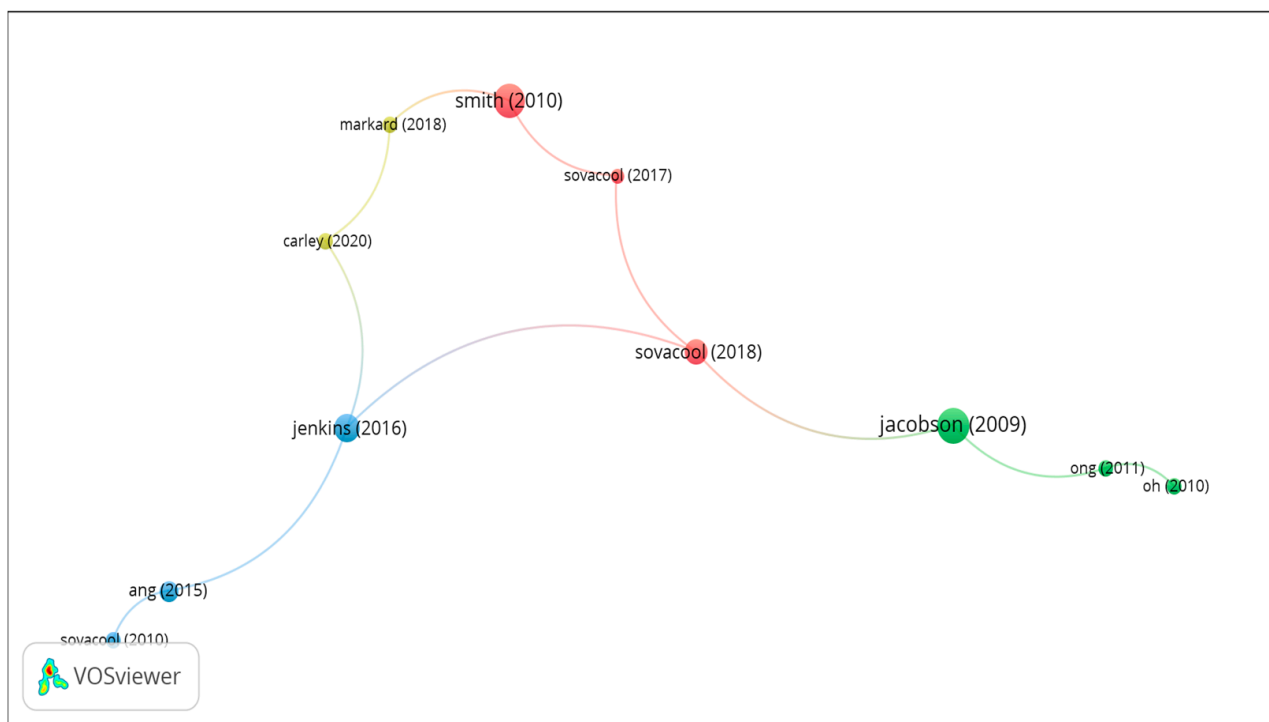 smith (2010)
markard (2018)
sovacool (2017)
carley (2020)
sovacool (2018)
jenkins (2016)
jacobson (2009)
ong (2011)
oh (2010)
ang (2015)
sovacool (2010)
VOSviewer